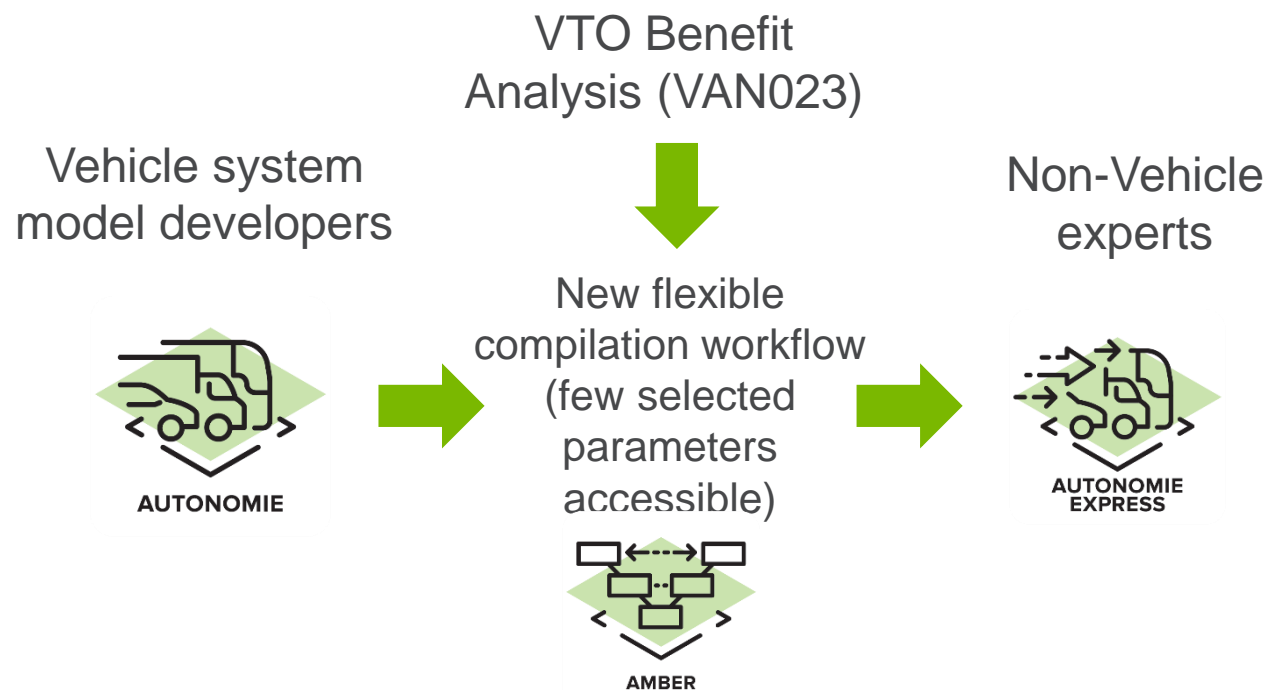 VTO Benefit
Analysis (VAN023)
Vehicle system
model developers
Non-Vehicle
experts
New flexible
compilation workflow
(few selected
parameters
accessible)
AUTONOMIE
AUTONOMIE
EXPRESS
AMBER